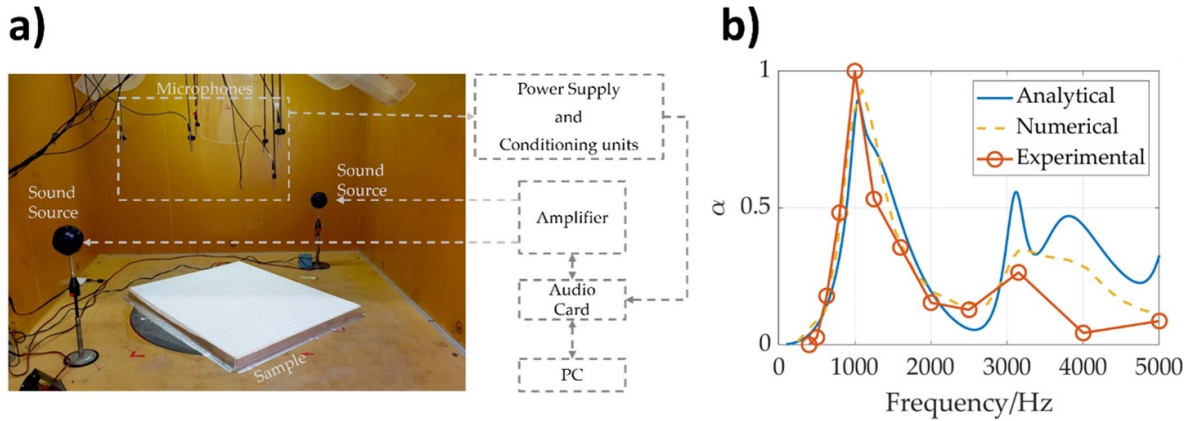 a)
Microphones
Sound
Source
Sound
Source
Sample
Power Supply
and
Conditioning units
Amplifier
Audio
Card
PC
b)
1
0.5
0
α
Analytical
Numerical
Experimental
0 1000 2000 3000 4000 5000
Frequency/Hz